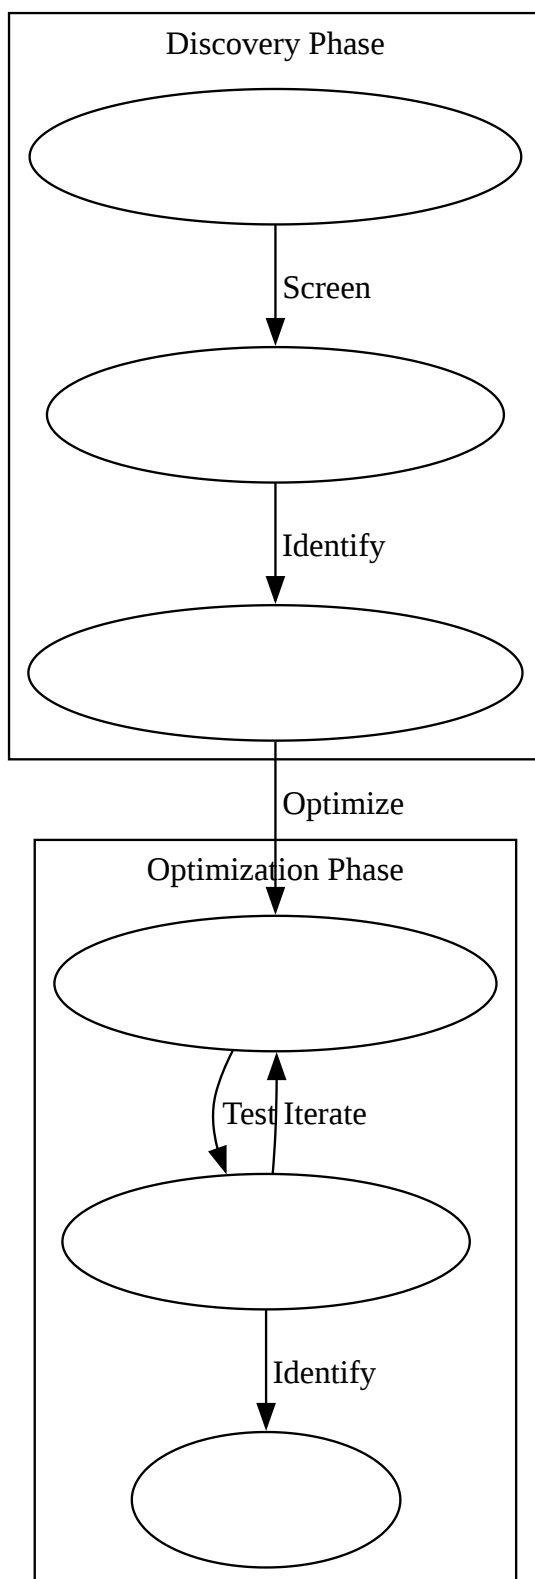 Discovery Phase
Screen
Identify
Optimize
Optimization Phase
Test
Iterate
Identify